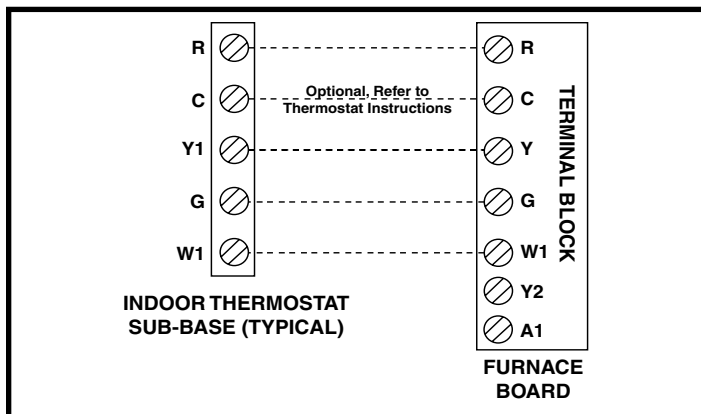 R
R
C
Optional, Refer to
Thermostat Instructions
C
Y1
Y
G
G
W1
W1
Y2
A1
TERMINAL BLOCK
INDOOR THERMOSTAT
SUB-BASE (TYPICAL)
FURNACE
BOARD